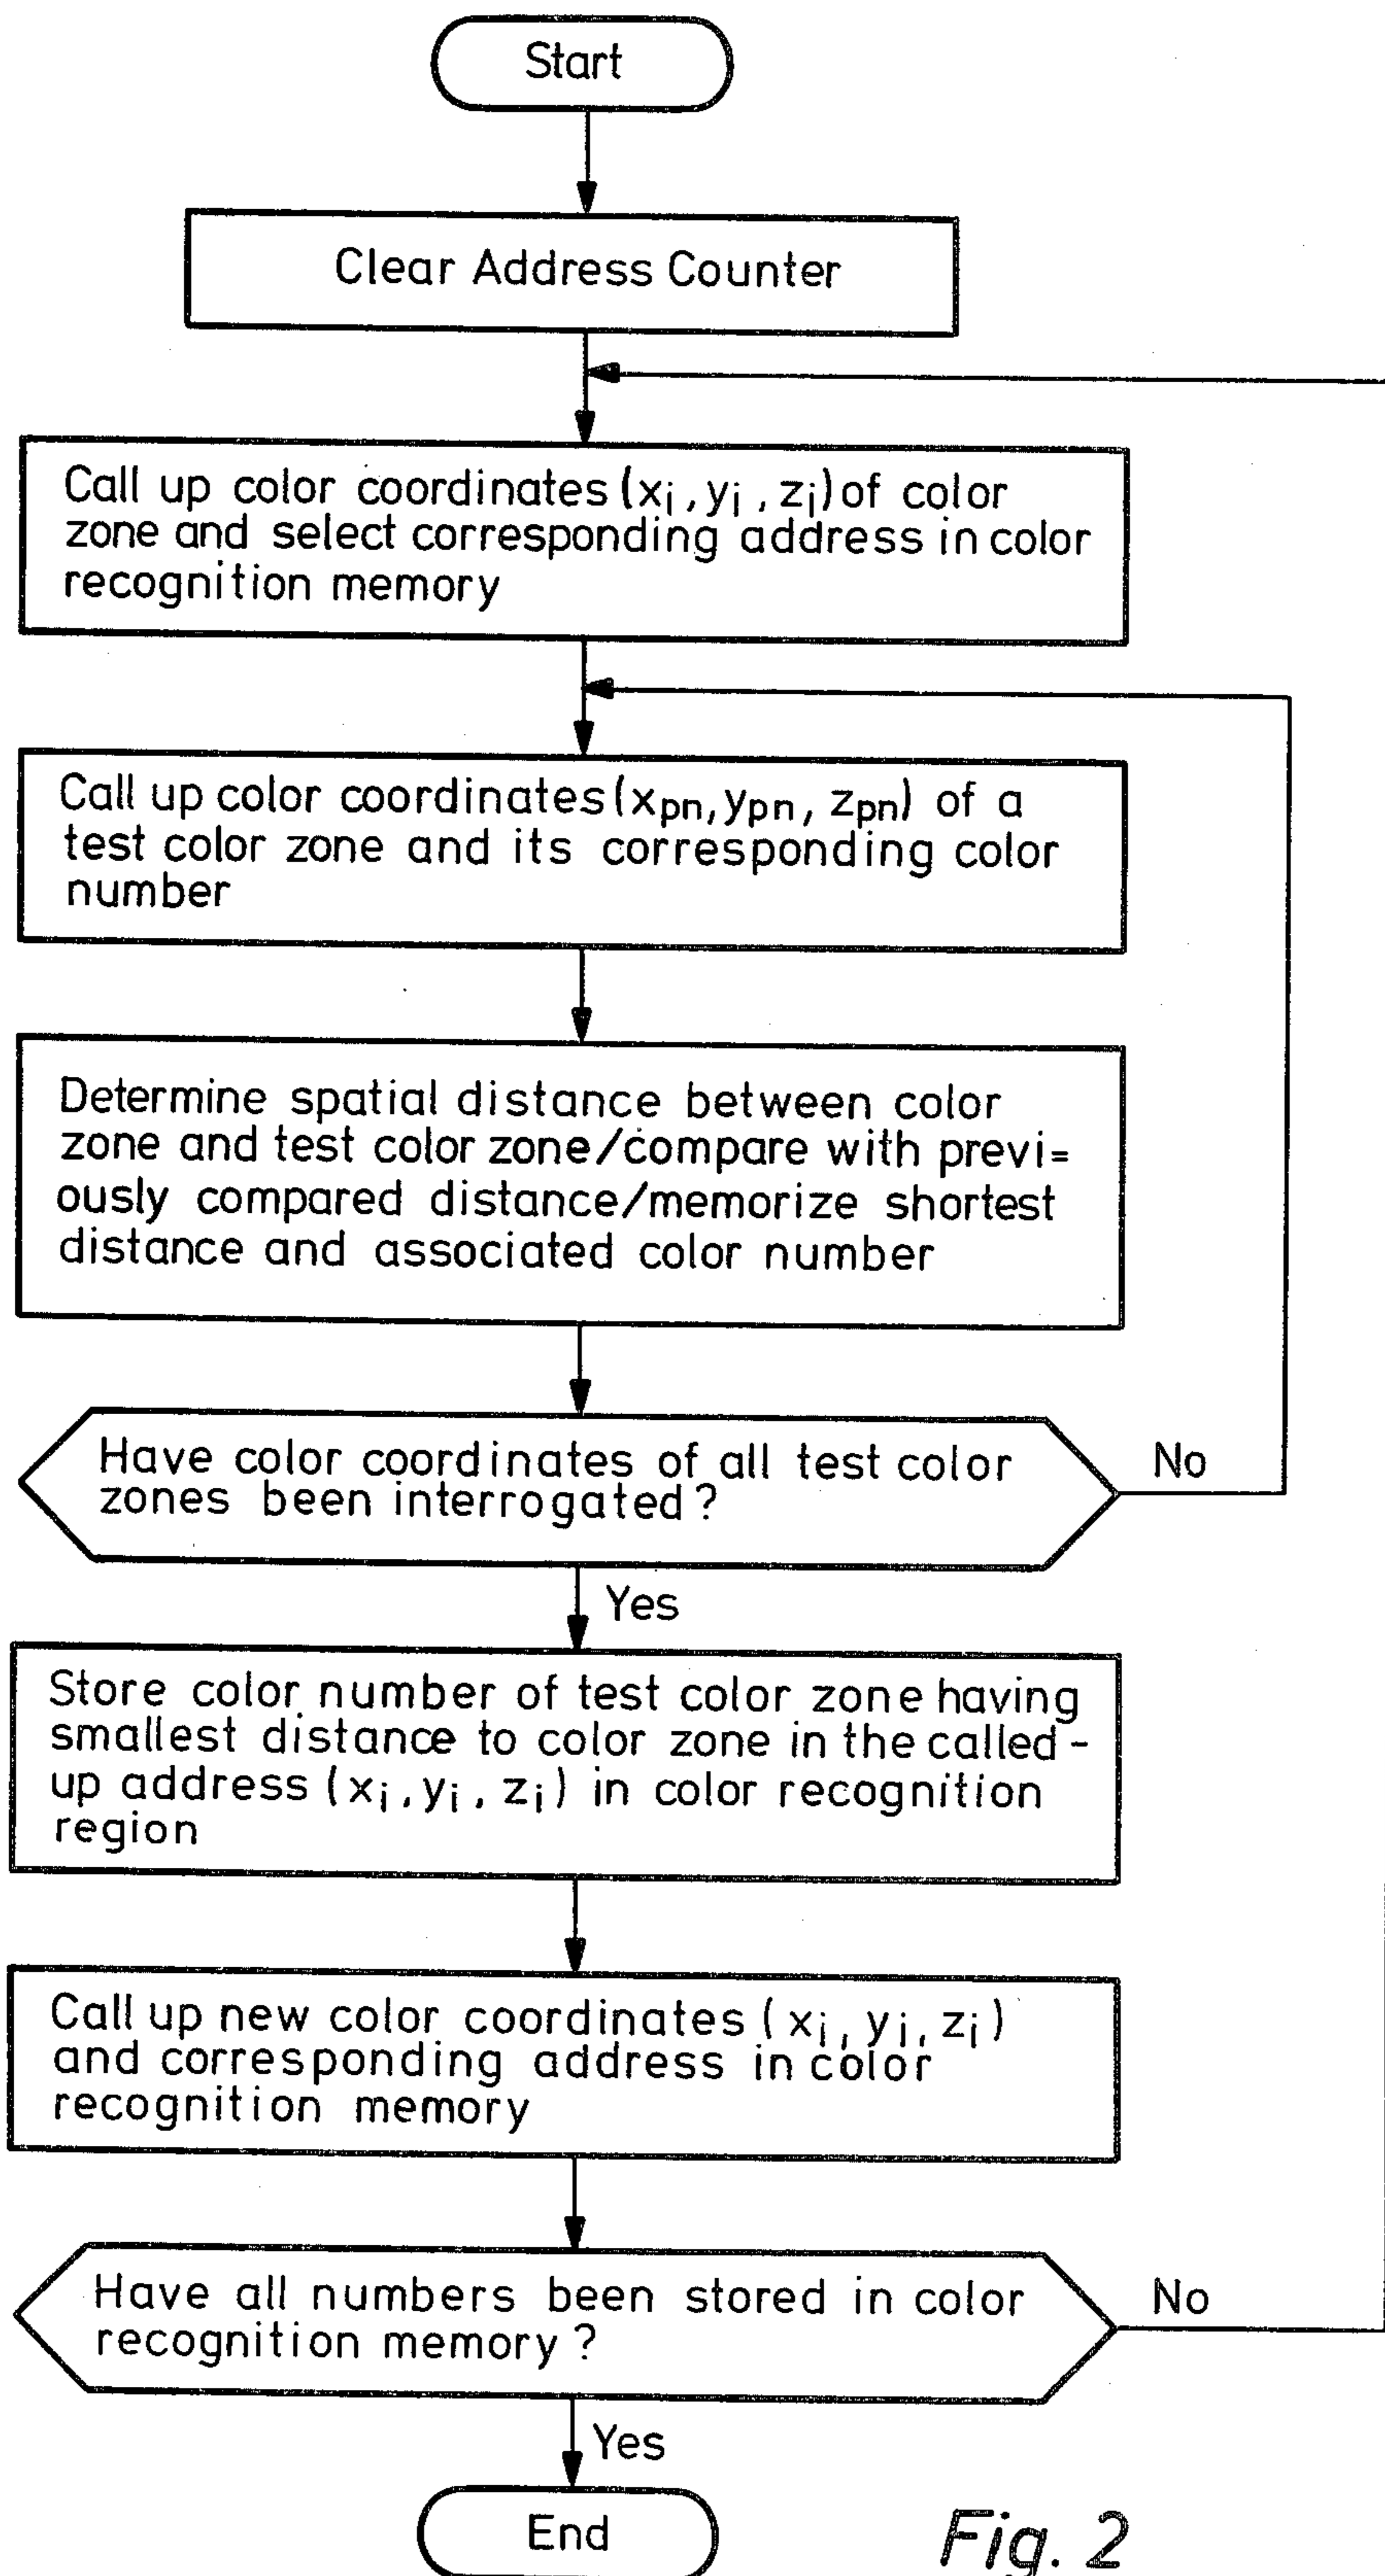 Start
Clear Address Counter
Call up color coordinates (xi, yi, zi) of color
zone and select corresponding address in color
recognition memory
Call up color coordinates (xpn, ypn, zpn) of a
test color zone and its corresponding color
number
Determine spatial distance between color
zone and test color zone/compare with previ=
ously compared distance/memorize shortest
distance and associated color number
Have color coordinates of all test color
zones been interrogated?
No
Yes
Store color number of test color zone having
smallest distance to color zone in the called-
up address (xi, yi, zi) in color recognition
region
Call up new color coordinates (xi, yi, zi)
and corresponding address in color
recognition memory
Have all numbers been stored in color
recognition memory?
No
Yes
End
Fig. 2